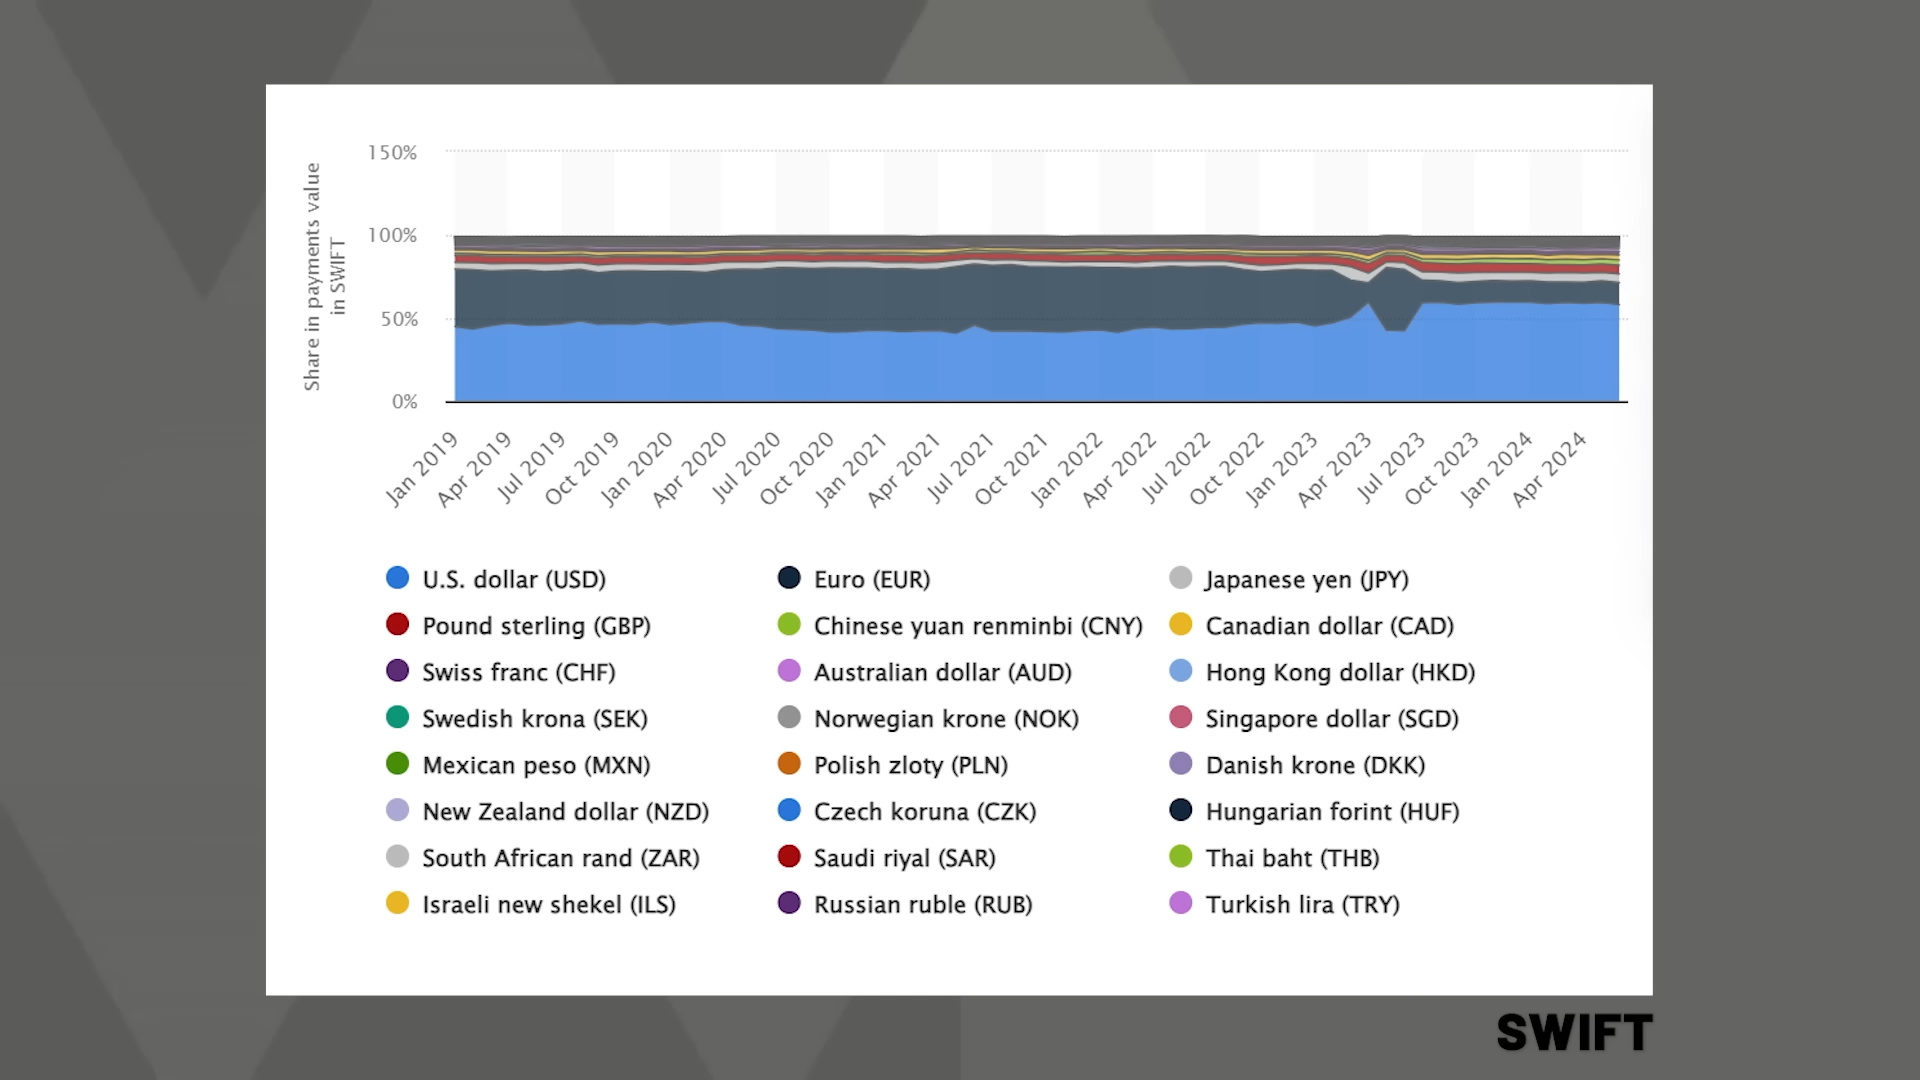 150%
100%
50%
0%
Share in payments value
in SWIFT
Jan 2019
Apr 2019
Jul 2019
Oct 2019
Jan 2020
Apr 2020
Jul 2020
Oct 2020
Jan 2021
Apr 2021
Jul 2021
Oct 2021
Jan 2022
Apr 2022
Jul 2022
Oct 2022
Jan 2023
Apr 2023
Jul 2023
Oct 2023
Jan 2024
Apr 2024
U.S. dollar (USD)
Euro (EUR)
Japanese yen (JPY)
Pound sterling (GBP)
Chinese yuan renminbi (CNY)
Canadian dollar (CAD)
Swiss franc (CHF)
Australian dollar (AUD)
Hong Kong dollar (HKD)
Swedish krona (SEK)
Norwegian krone (NOK)
Singapore dollar (SGD)
Mexican peso (MXN)
Polish zloty (PLN)
Danish krone (DKK)
New Zealand dollar (NZD)
Czech koruna (CZK)
Hungarian forint (HUF)
South African rand (ZAR)
Saudi riyal (SAR)
Thai baht (THB)
Israeli new shekel (ILS)
Russian ruble (RUB)
Turkish lira (TRY)
SWIFT